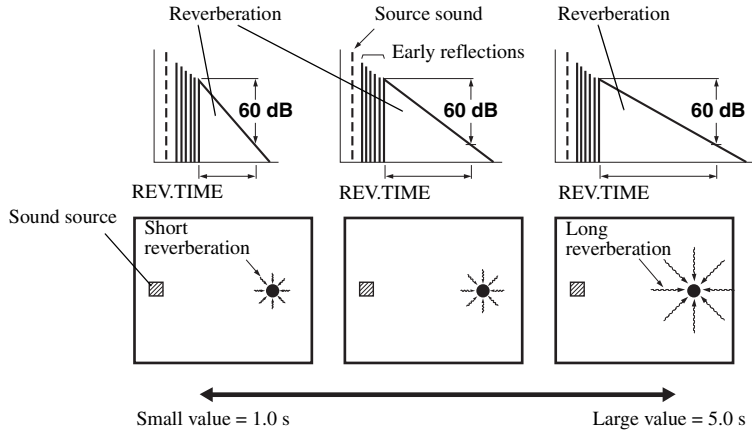 Reverberation
Source sound
Reverberation
Early reflections
60 dB
60 dB
60 dB
REV.TIME
REV.TIME
REV.TIME
Sound source
Short
reverberation
Long
reverberation
Small value = 1.0 s
Large value = 5.0 s